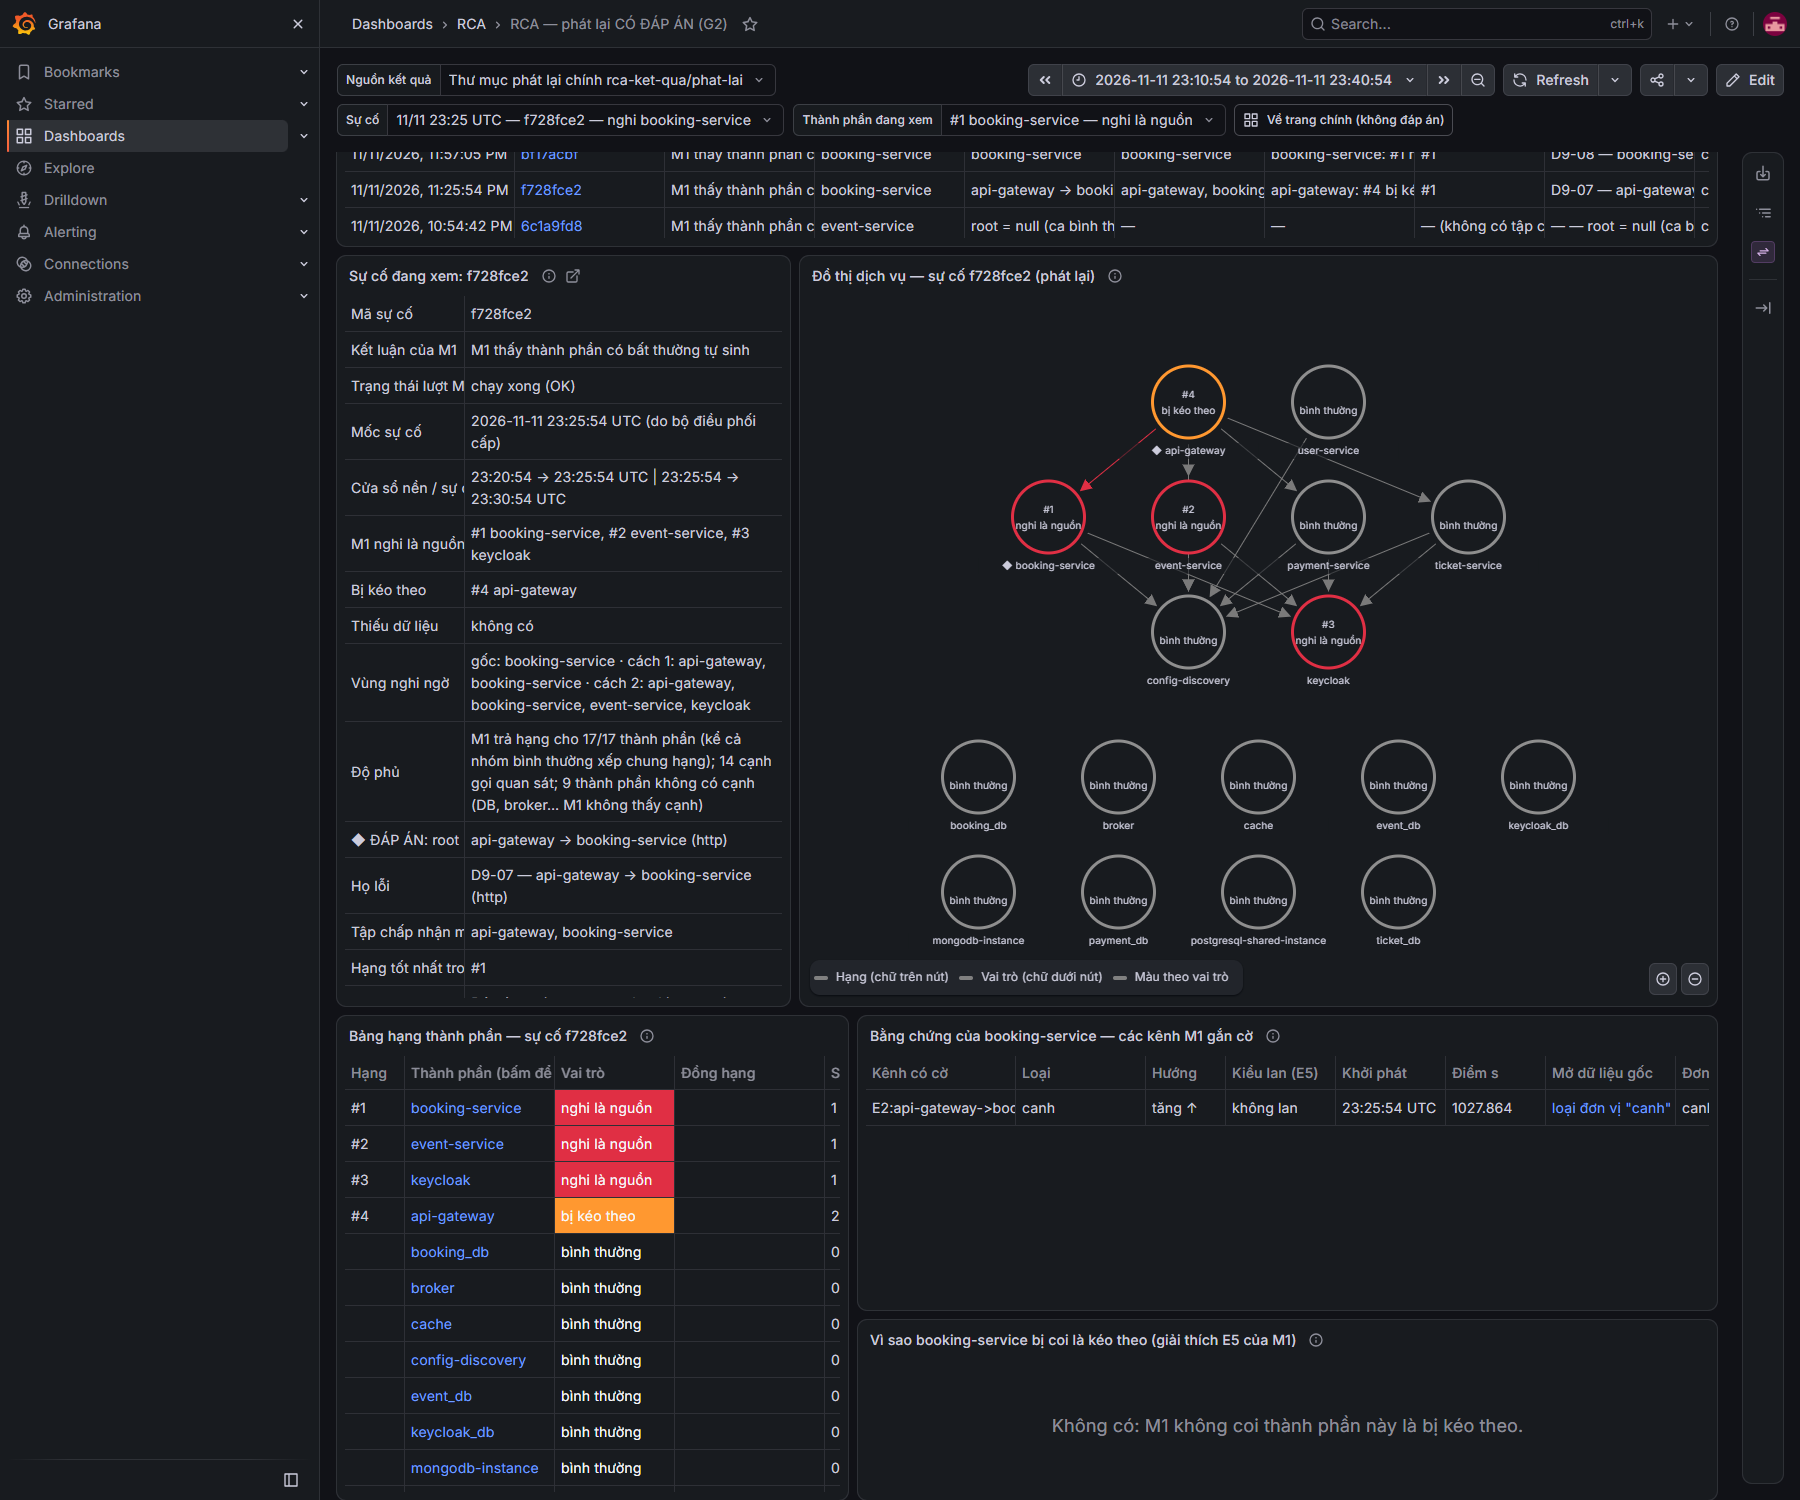 Grafana
Dashboards › RCA › RCA — phát lại CÓ ĐÁP ÁN (G2)
Search... ctrl+k
Bookmarks
Starred
Dashboards
Explore
Drilldown
Alerting
Connections
Administration
Nguồn kết quả Thư mục phát lại chính rca-ket-qua/phat-lai
2026-11-11 23:10:54 to 2026-11-11 23:40:54
Refresh
Edit
Sự cố 11/11 23:25 UTC — f728fce2 — nghi booking-service
Thành phần đang xem #1 booking-service — nghi là nguồn
Về trang chính (không đáp án)
11/11/2026, 11:57:05 PM bf17acbf M1 thấy thành phần c booking-service booking-service booking-service booking-service: #1 r #1 D9-08 — booking-se c
11/11/2026, 11:25:54 PM f728fce2 M1 thấy thành phần c booking-service api-gateway → booki api-gateway, booking api-gateway: #4 bị ké #1 D9-07 — api-gateway c
11/11/2026, 10:54:42 PM 6c1a9fd8 M1 thấy thành phần c event-service root = null (ca bình th — — — (không có tập c — — root = null (ca b c
Sự cố đang xem: f728fce2
Mã sự cố f728fce2
Kết luận của M1 M1 thấy thành phần có bất thường tự sinh
Trạng thái lượt M chạy xong (OK)
Mốc sự cố 2026-11-11 23:25:54 UTC (do bộ điều phối
cấp)
Cửa sổ nền / sự c 23:20:54 → 23:25:54 UTC | 23:25:54 →
23:30:54 UTC
M1 nghi là nguồn #1 booking-service, #2 event-service, #3
keycloak
Bị kéo theo #4 api-gateway
Thiếu dữ liệu không có
Vùng nghi ngờ gốc: booking-service · cách 1: api-gateway,
booking-service · cách 2: api-gateway,
booking-service, event-service, keycloak
Độ phủ M1 trả hạng cho 17/17 thành phần (kể cả
nhóm bình thường xếp chung hạng); 14 cạnh
gọi quan sát; 9 thành phần không có cạnh
(DB, broker... M1 không thấy cạnh)
◆ ĐÁP ÁN: root api-gateway → booking-service (http)
Họ lỗi D9-07 — api-gateway → booking-service
(http)
Tập chấp nhận m api-gateway, booking-service
Hạng tốt nhất tro #1
Đồ thị dịch vụ — sự cố f728fce2 (phát lại)
#4
bị kéo theo
◆ api-gateway
bình thường
user-service
#1
nghi là nguồn
◆ booking-service
#2
nghi là nguồn
event-service
bình thường
payment-service
bình thường
ticket-service
bình thường
config-discovery
#3
nghi là nguồn
keycloak
bình thường
booking_db
bình thường
broker
bình thường
cache
bình thường
event_db
bình thường
keycloak_db
bình thường
mongodb-instance
bình thường
payment_db
bình thường
postgresql-shared-instance
bình thường
ticket_db
Hạng (chữ trên nút) Vai trò (chữ dưới nút) Màu theo vai trò
Bảng hạng thành phần — sự cố f728fce2
Hạng Thành phần (bấm để Vai trò Đồng hạng S
#1 booking-service nghi là nguồn 1
#2 event-service nghi là nguồn 1
#3 keycloak nghi là nguồn 1
#4 api-gateway bị kéo theo 2
booking_db bình thường 0
broker bình thường 0
cache bình thường 0
config-discovery bình thường 0
event_db bình thường 0
keycloak_db bình thường 0
mongodb-instance bình thường 0
Bằng chứng của booking-service — các kênh M1 gắn cờ
Kênh có cờ Loại Hướng Kiểu lan (E5) Khởi phát Điểm s Mở dữ liệu gốc Đơn
E2:api-gateway->boo canh tăng ↑ không lan 23:25:54 UTC 1027.864 loại đơn vị "canh" canl
Vì sao booking-service bị coi là kéo theo (giải thích E5 của M1)
Không có: M1 không coi thành phần này là bị kéo theo.